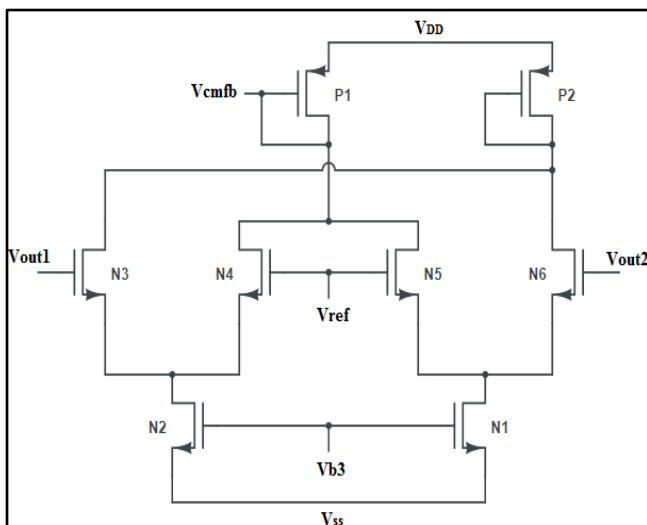 VDD
Vcmfb
P1
P2
Vout1
N3
N4
N5
N6
Vout2
Vref
N2
N1
Vb3
Vss